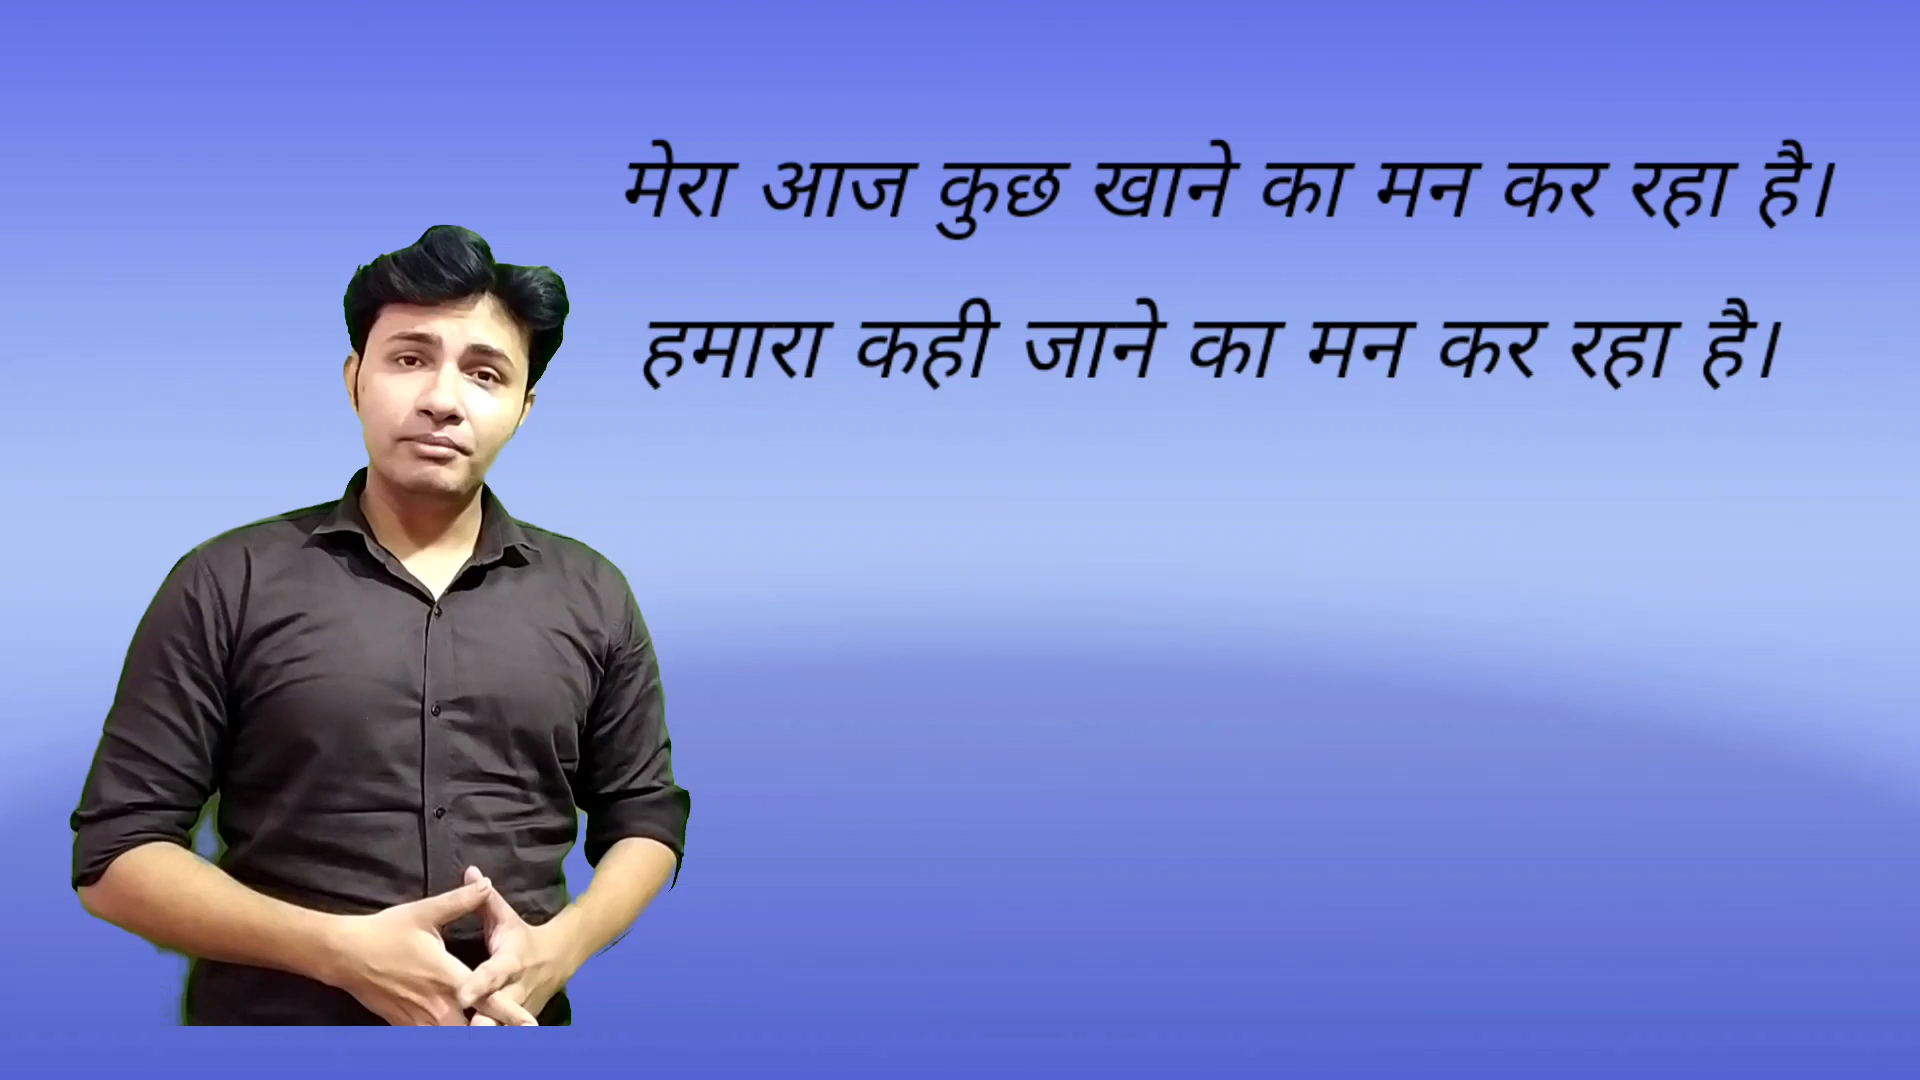 मेरा आज कुछ खाने का मन कर रहा है।
हमारा कही जाने का मन कर रहा है।